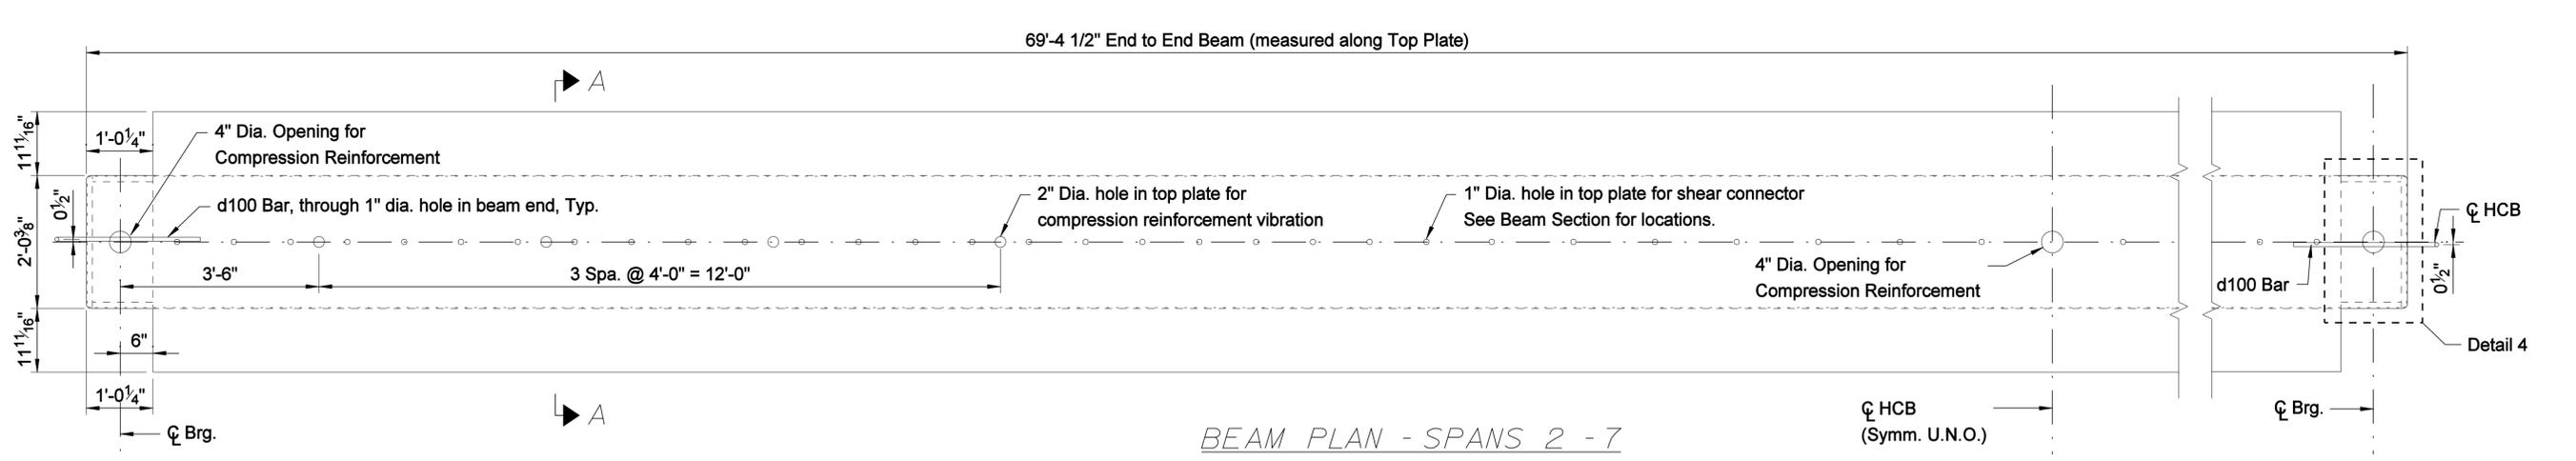 69'-4 1/2" End to End Beam (measured along Top Plate)
A
11 11/16"
1'-0 1/4"
4" Dia. Opening for
Compression Reinforcement
0 1/2"
d100 Bar, through 1" dia. hole in beam end, Typ.
2" Dia. hole in top plate for
compression reinforcement vibration
1" Dia. hole in top plate for shear connector
See Beam Section for locations.
℄ HCB
2'-0 3/8"
3'-6"
3 Spa. @ 4'-0" = 12'-0"
4" Dia. Opening for
Compression Reinforcement
d100 Bar
0 1/2"
11 11/16"
6"
Detail 4
1'-0 1/4"
A
℄ HCB
(Symm. U.N.O.)
℄ Brg.
℄ Brg.
BEAM PLAN - SPANS 2 - 7